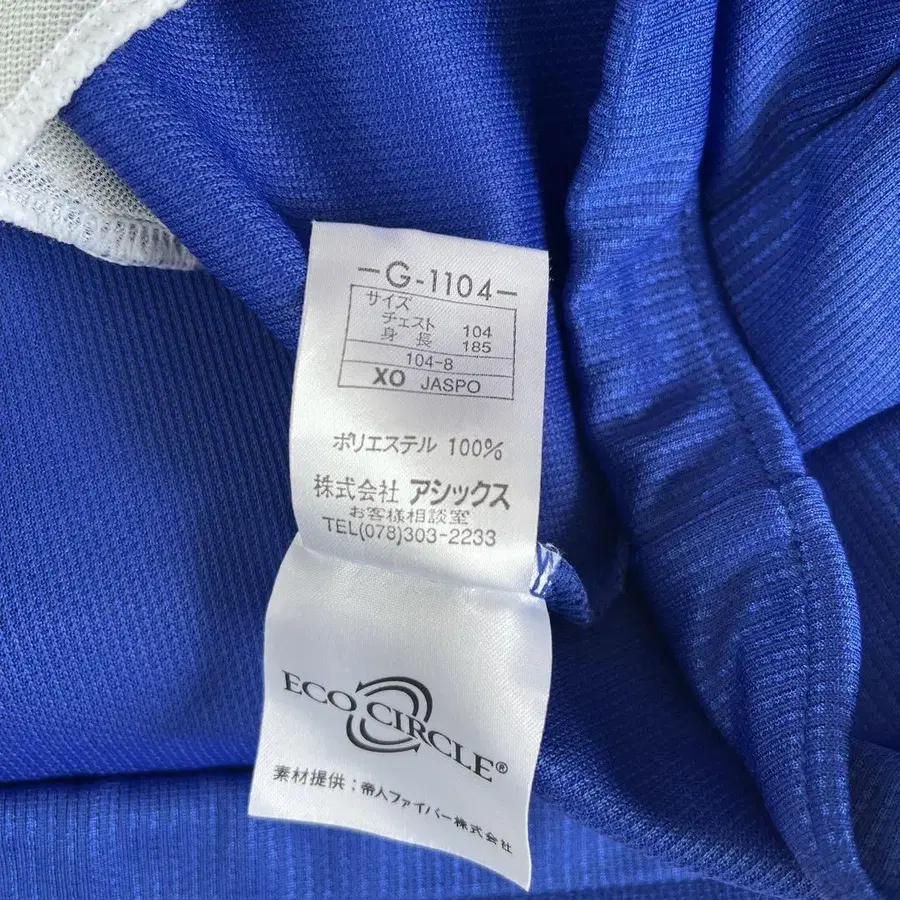 -G-1104-
サイズ
チェスト 104
身長 185
104-8
XO JASPO
ポリエステル 100%
株式会社 アシックス
お客様相談室
TEL(078)303-2233
ECO CIRCLE®
素材提供:帝人ファイバー株式会社